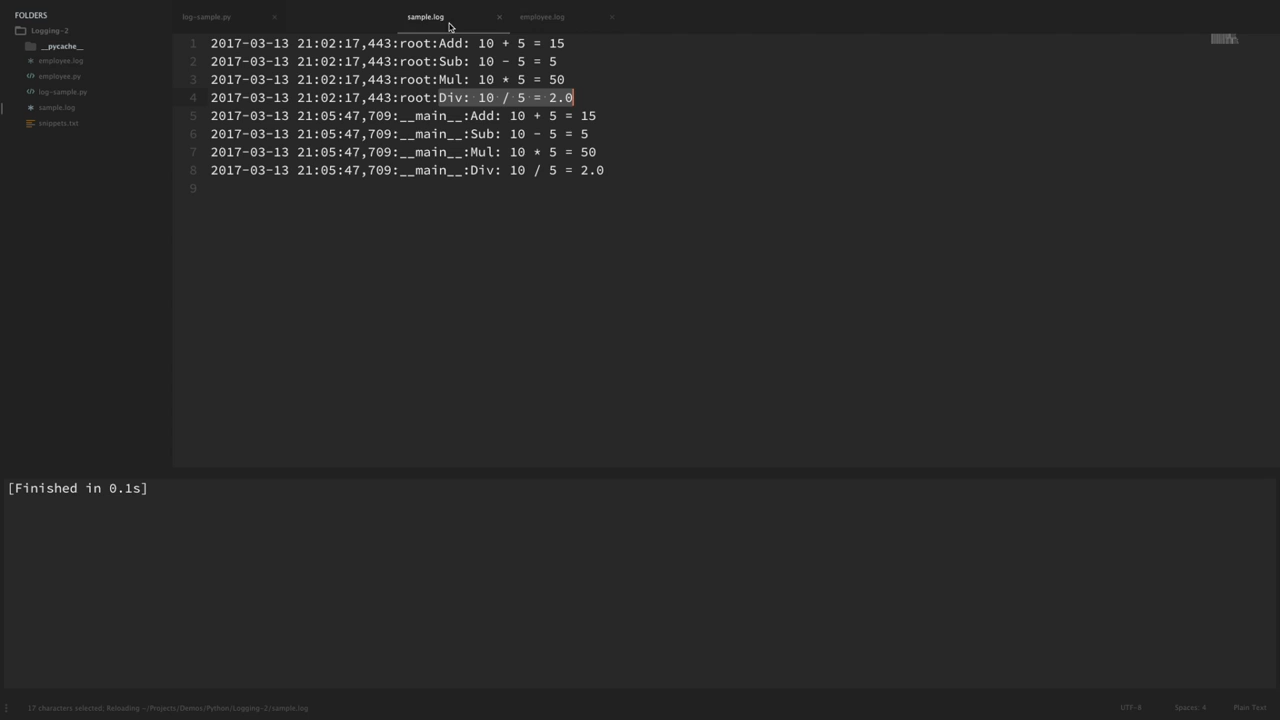 FOLDERS
Logging-2
__pycache__
employee.log
employee.py
log-sample.py
sample.log
snippets.txt
log-sample.py ×
sample.log ×
employee.log ×
1 2017-03-13 21:02:17,443:root:Add: 10 + 5 = 15
2 2017-03-13 21:02:17,443:root:Sub: 10 - 5 = 5
3 2017-03-13 21:02:17,443:root:Mul: 10 * 5 = 50
4 2017-03-13 21:02:17,443:root:Div: 10 / 5 = 2.0
5 2017-03-13 21:05:47,709:__main__:Add: 10 + 5 = 15
6 2017-03-13 21:05:47,709:__main__:Sub: 10 - 5 = 5
7 2017-03-13 21:05:47,709:__main__:Mul: 10 * 5 = 50
8 2017-03-13 21:05:47,709:__main__:Div: 10 / 5 = 2.0
9
[Finished in 0.1s]
17 characters selected, Reloading ~/Projects/Demos/Python/Logging-2/sample.log
UTF-8
Spaces: 4
Plain Text